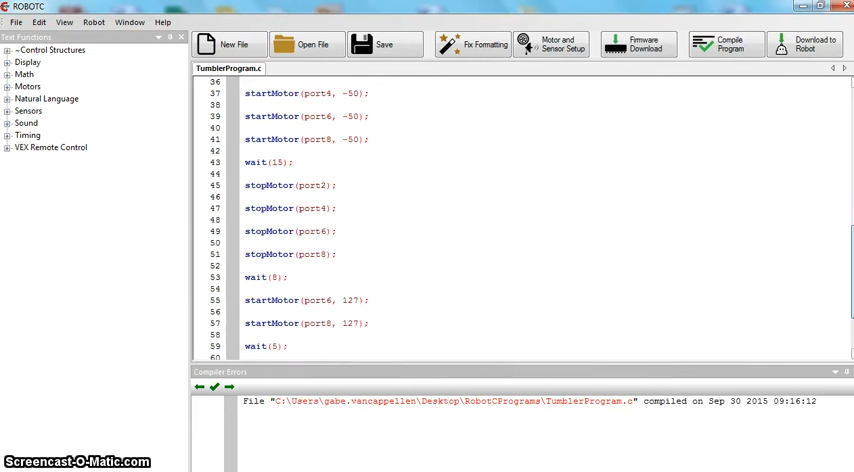 ROBOTC
File Edit View Robot Window Help
Text Functions
~Control Structures
Display
Math
Motors
Natural Language
Sensors
Sound
Timing
VEX Remote Control
New File
Open File
Save
Fix Formatting
Motor and
Sensor Setup
Firmware
Download
Compile
Program
Download to
Robot
TumblerProgram.c
36
37 startMotor(port4, -50);
38
39 startMotor(port6, -50);
40
41 startMotor(port8, -50);
42
43 wait(15);
44
45 stopMotor(port2);
46
47 stopMotor(port4);
48
49 stopMotor(port6);
50
51 stopMotor(port8);
52
53 wait(8);
54
55 startMotor(port6, 127);
56
57 startMotor(port8, 127);
58
59 wait(5);
60
Compiler Errors
File "C:\Users\gabe.vancappellen\Desktop\RobotCPrograms\TumblerProgram.c" compiled on Sep 30 2015 09:16:12
Screencast-O-Matic.com